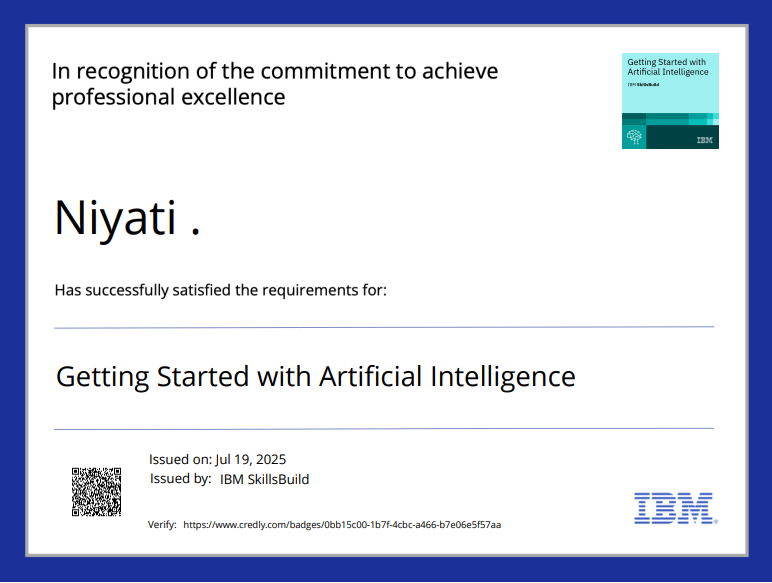 In recognition of the commitment to achieve
professional excellence
Getting Started with
Artificial Intelligence
IBM SkillsBuild
IBM
Niyati .
Has successfully satisfied the requirements for:
Getting Started with Artificial Intelligence
Issued on: Jul 19, 2025
Issued by: IBM SkillsBuild
Verify: https://www.credly.com/badges/0bb15c00-1b7f-4cbc-a466-b7e06e5f57aa
IBM®